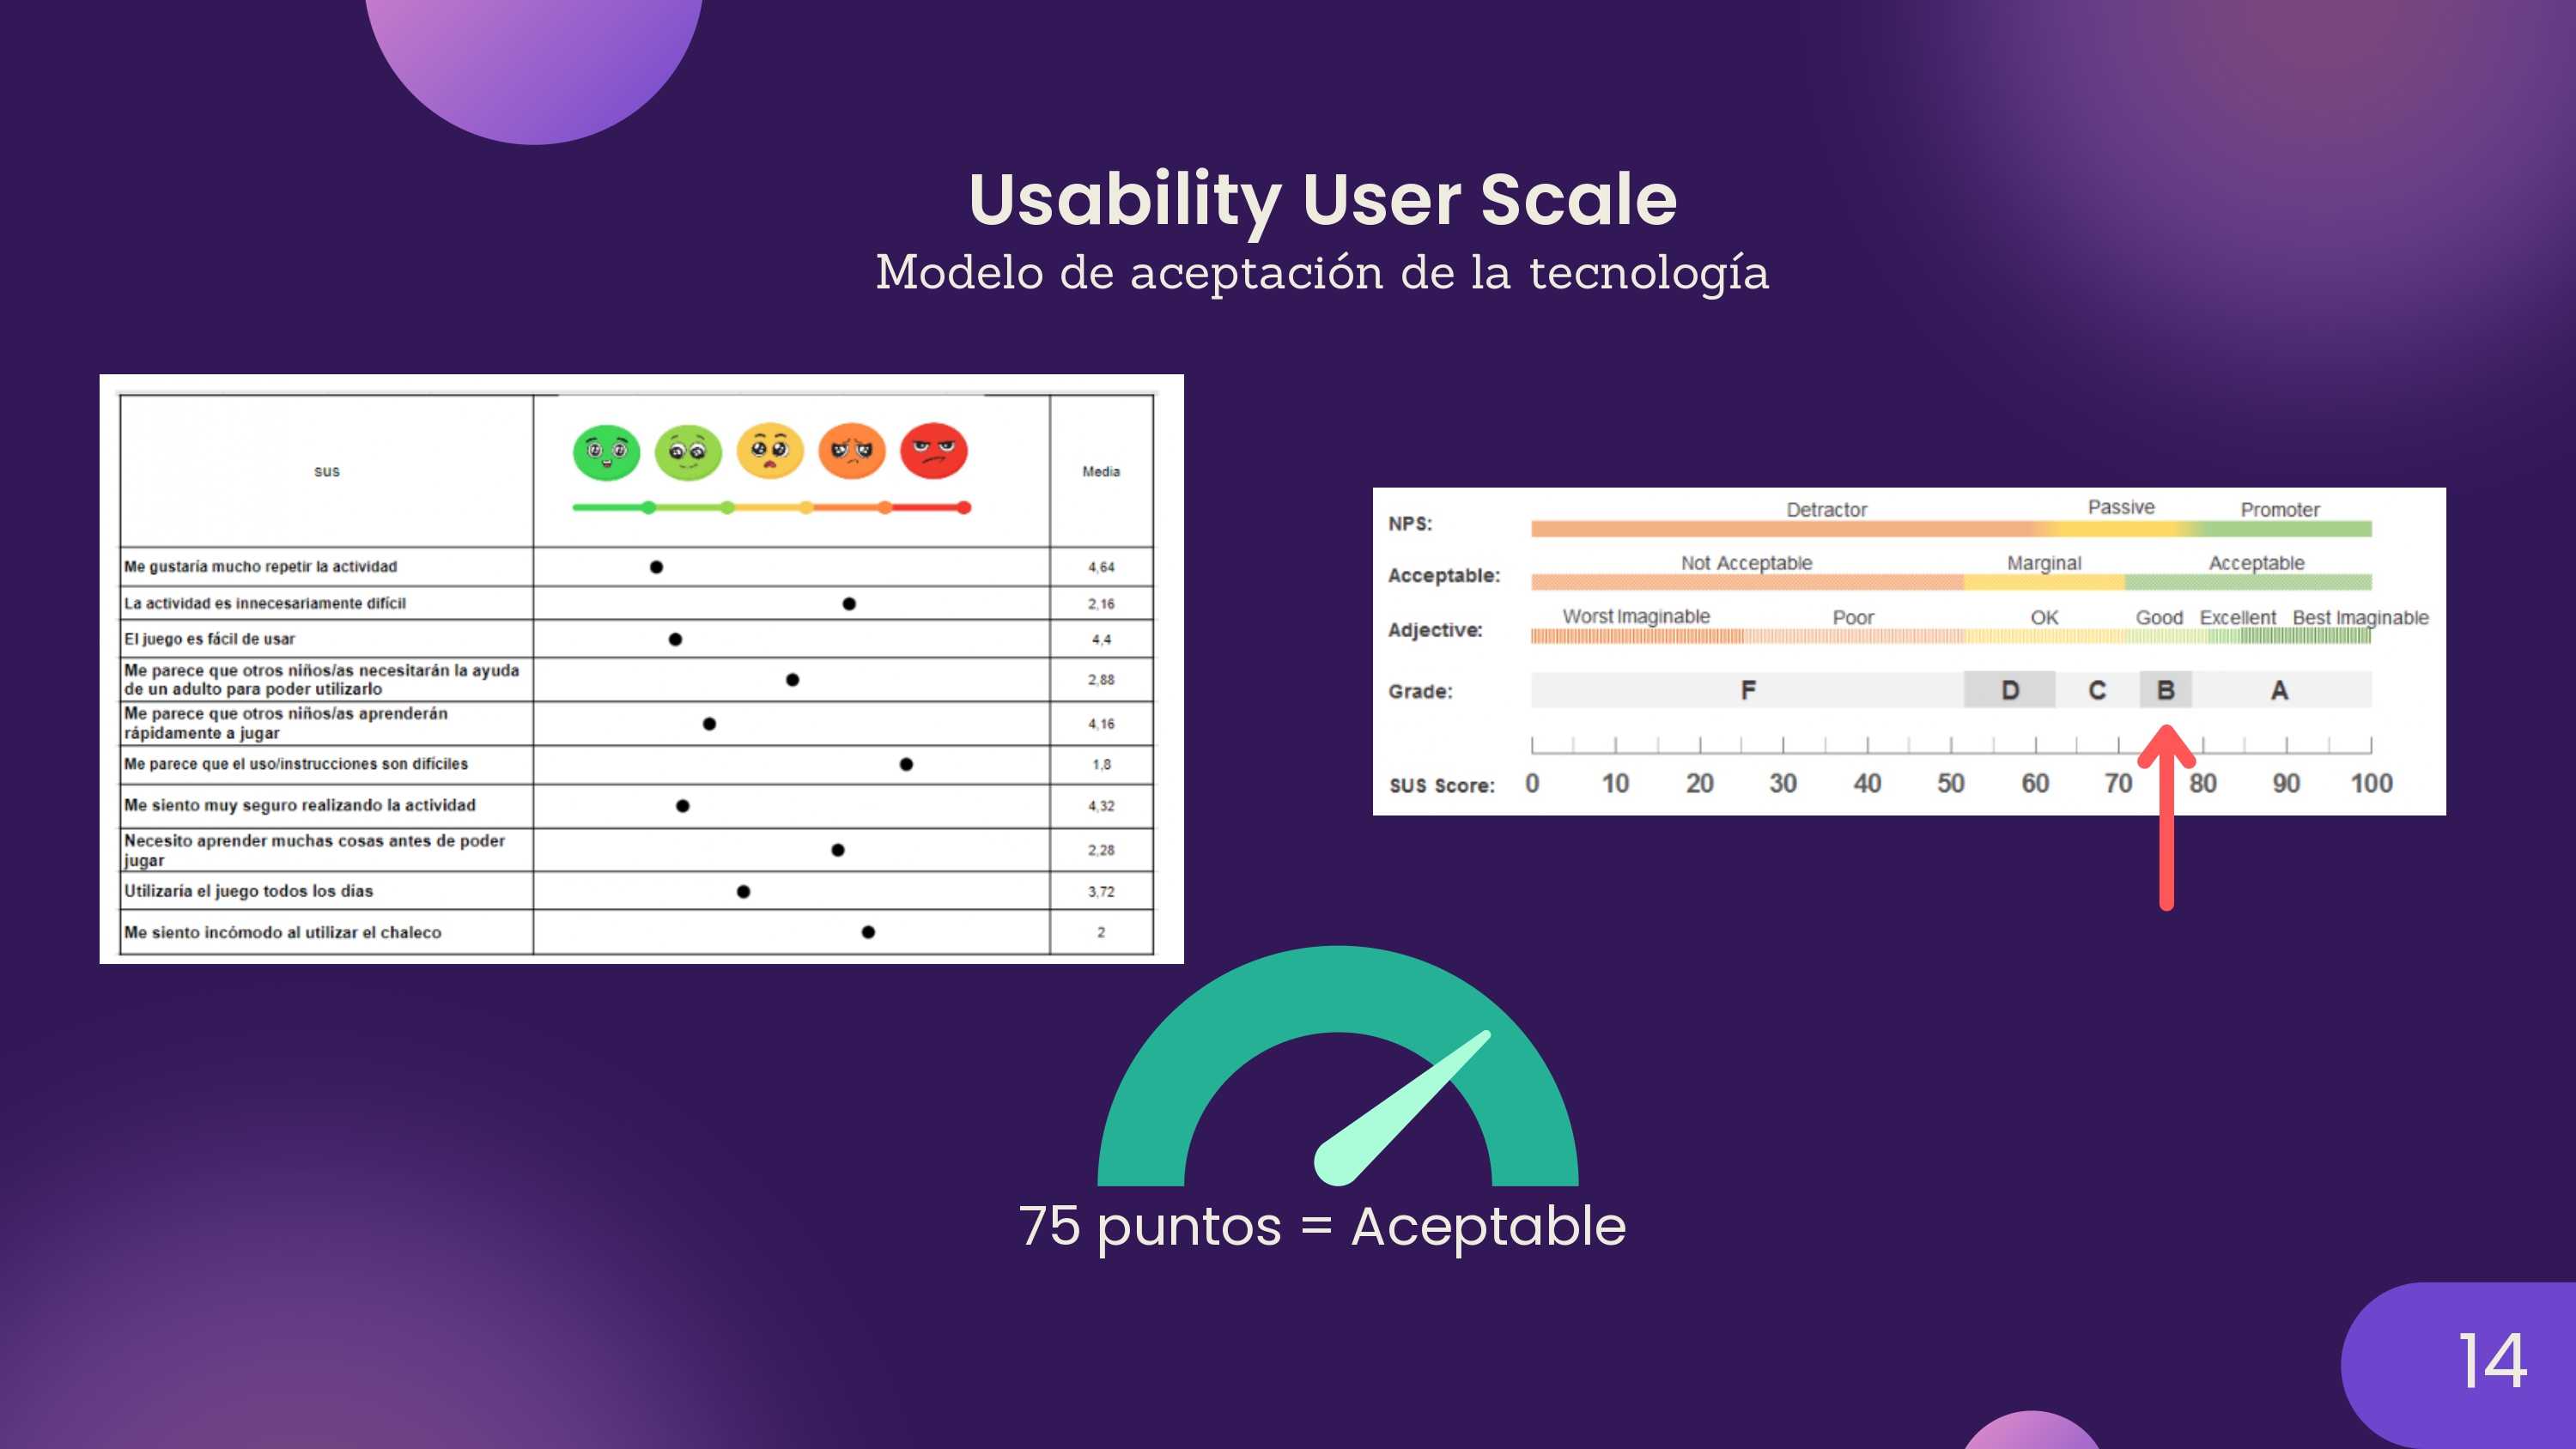 Usability User Scale
Modelo de aceptación de la tecnología
sus
Media
Me gustaría mucho repetir la actividad
4,64
La actividad es innecesariamente difícil
2,16
El juego es fácil de usar
4,4
Me parece que otros niños/as necesitarán la ayuda
de un adulto para poder utilizarlo
2,88
Me parece que otros niños/as aprenderán
rápidamente a jugar
4,16
Me parece que el uso/instrucciones son difíciles
1,8
Me siento muy seguro realizando la actividad
4,32
Necesito aprender muchas cosas antes de poder
jugar
2,28
Utilizaría el juego todos los días
3,72
Me siento incómodo al utilizar el chaleco
2
NPS: Detractor Passive Promoter
Acceptable: Not Acceptable Marginal Acceptable
Adjective: Worst Imaginable Poor OK Good Excellent Best Imaginable
Grade: F D C B A
SUS Score: 0 10 20 30 40 50 60 70 80 90 100
75 puntos = Aceptable
14